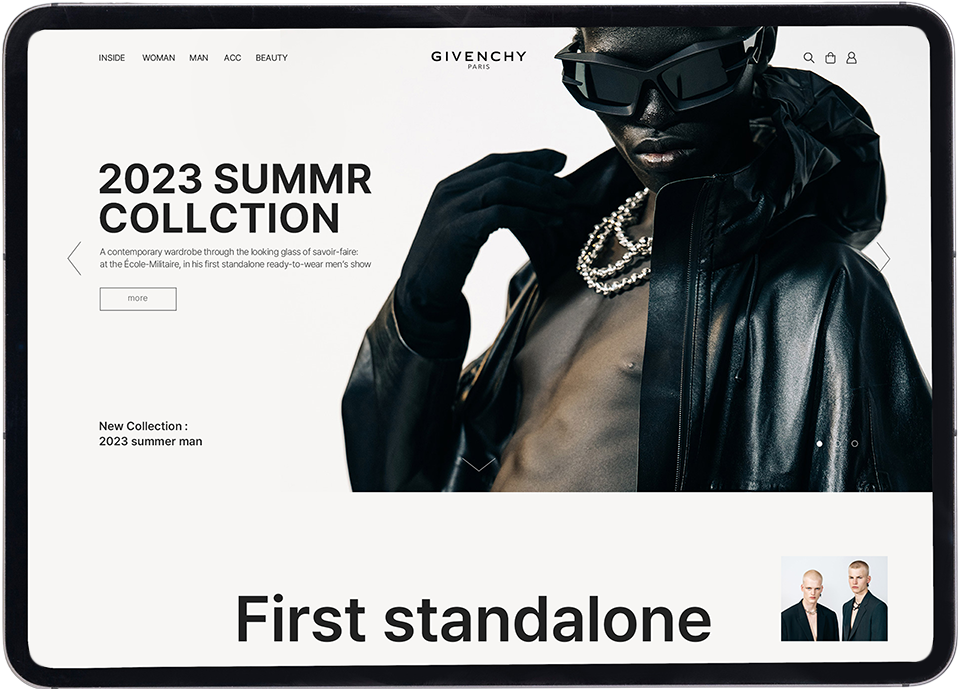 INSIDE WOMAN MAN ACC BEAUTY
GIVENCHY
PARIS
2023 SUMMR
COLLCTION
A contemporary wardrobe through the looking glass of savoir-faire:
at the École-Militaire, in his first standalone ready-to-wear men's show
more
New Collection :
2023 summer man
First standalone